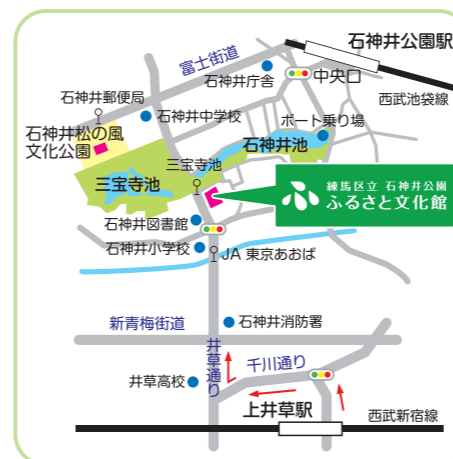 石神井公園駅
富士街道
石神井庁舎
中央口
西武池袋線
石神井郵便局
石神井中学校
石神井松の風
文化公園
石神井池
ボート乗り場
三宝寺池
三宝寺池
練馬区立 石神井公園
ふるさと文化館
石神井図書館
石神井小学校
JA 東京あおば
新青梅街道
石神井消防署
井草通り
千川通り
井草高校
上井草駅
西武新宿線